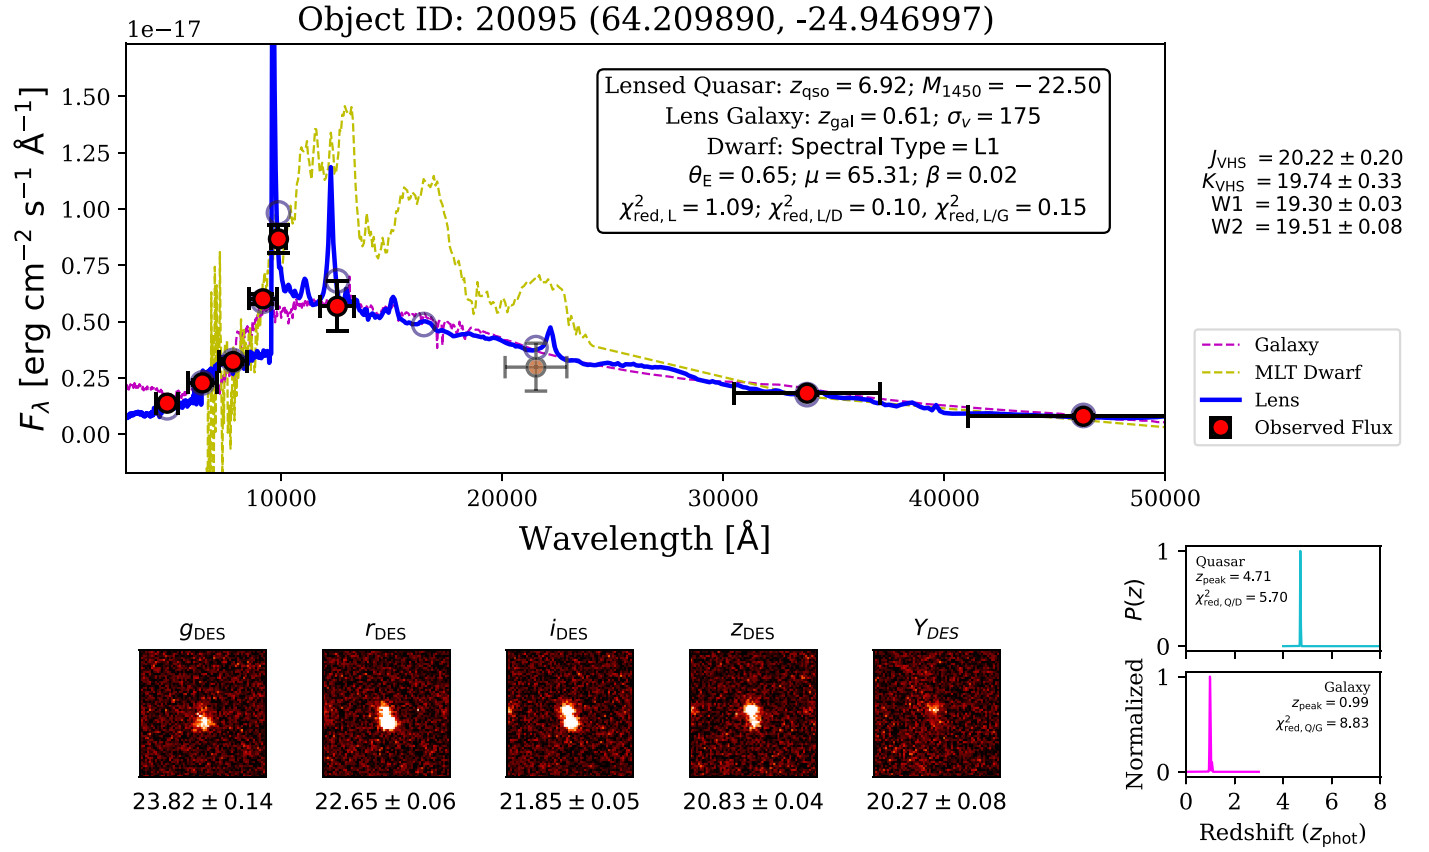 Object ID: 20095 (64.209890, -24.946997)
1e−17
Lensed Quasar: z_qso = 6.92; M_1450 = −22.50
Lens Galaxy: z_gal = 0.61; σ_v = 175
Dwarf: Spectral Type = L1
θ_E = 0.65; μ = 65.31; β = 0.02
χ²_red, L = 1.09; χ²_red, L/D = 0.10, χ²_red, L/G = 0.15
J_VHS = 20.22 ± 0.20
K_VHS = 19.74 ± 0.33
W1 = 19.30 ± 0.03
W2 = 19.51 ± 0.08
F_λ [erg cm⁻² s⁻¹ Å⁻¹]
1.50
1.25
1.00
0.75
0.50
0.25
0.00
Galaxy
MLT Dwarf
Lens
Observed Flux
10000 20000 30000 40000 50000
Wavelength [Å]
g_DES r_DES i_DES z_DES Y_DES
23.82 ± 0.14 22.65 ± 0.06 21.85 ± 0.05 20.83 ± 0.04 20.27 ± 0.08
Normalized P(z)
1
0
Quasar
z_peak = 4.71
χ²_red, Q/D = 5.70
1
0
Galaxy
z_peak = 0.99
χ²_red, Q/G = 8.83
0 2 4 6 8
Redshift (z_phot)